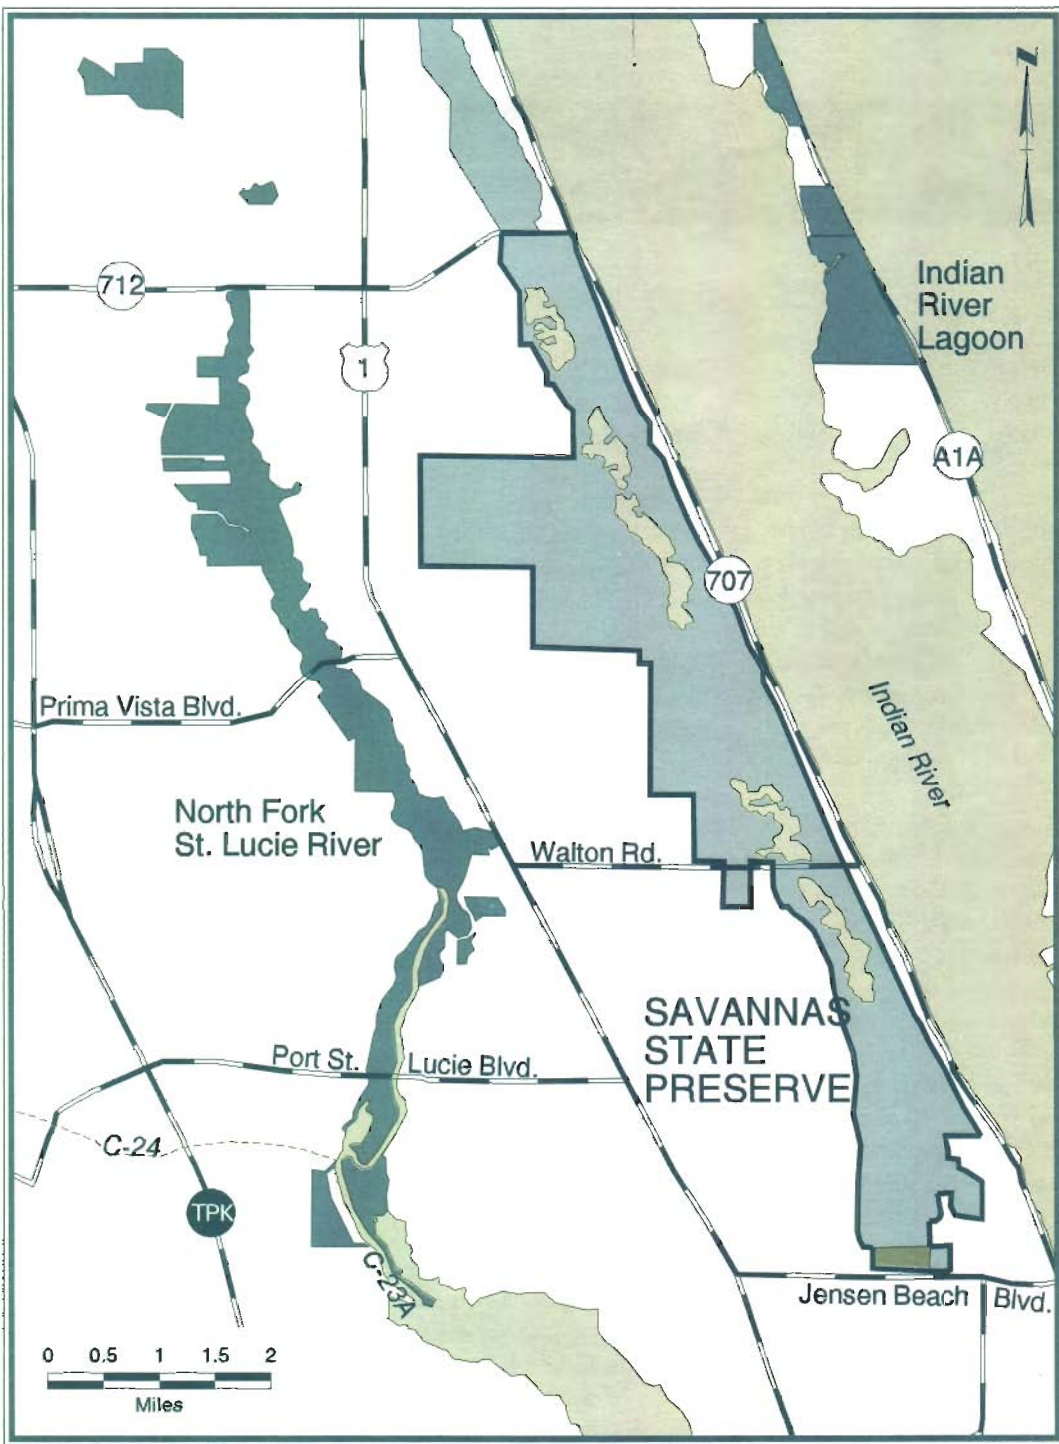 N
712
1
Indian
River
Lagoon
A1A
707
Prima Vista Blvd.
Indian River
North Fork
St. Lucie River
Walton Rd.
SAVANNAS
STATE
PRESERVE
Port St. Lucie Blvd.
C-24
TPK
C-23A
Jensen Beach Blvd.
0 0.5 1 1.5 2
Miles